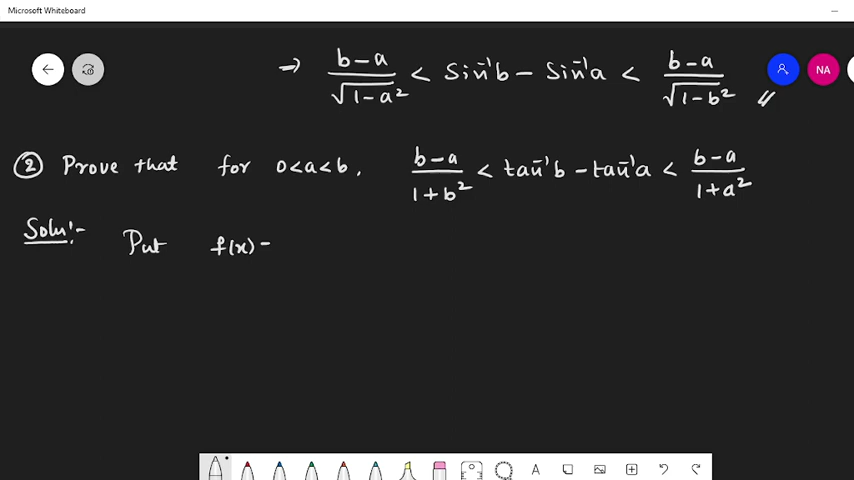 Microsoft Whiteboard
→ (b-a)/√(1-a²) < Sin⁻¹b - Sin⁻¹a < (b-a)/√(1-b²) //
NA
② Prove that for 0<a<b, (b-a)/(1+b²) < tan⁻¹b - tan⁻¹a < (b-a)/(1+a²)
Solu:- Put f(x) =
A